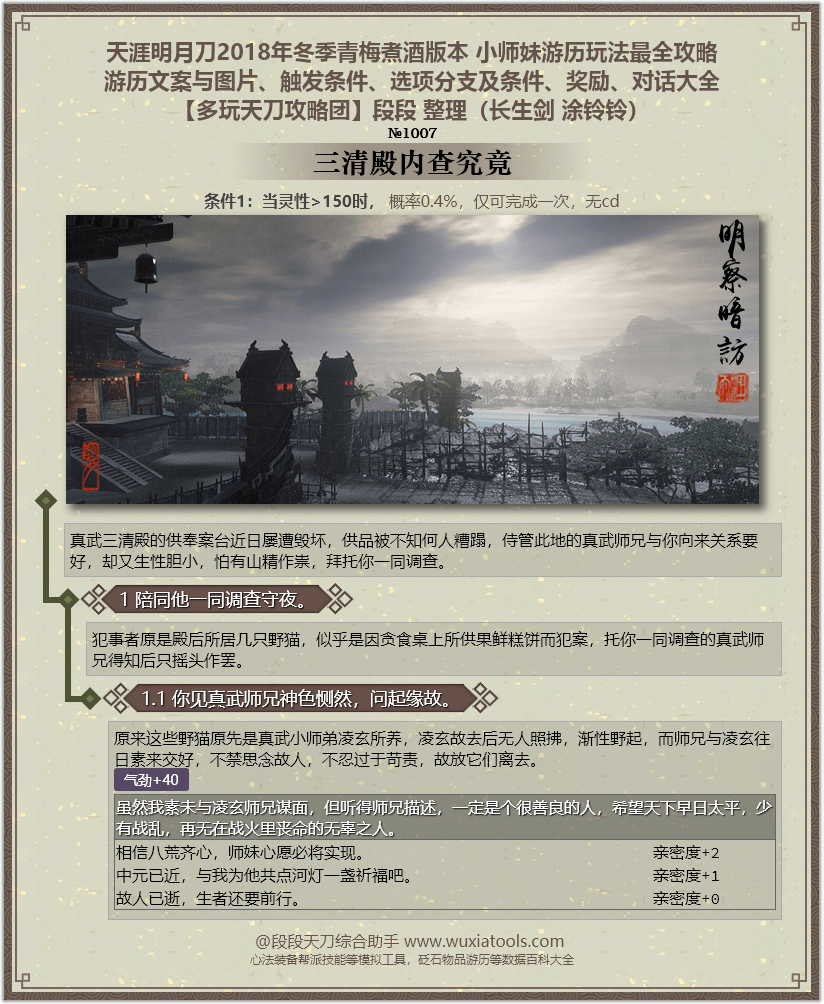 天涯明月刀2018年冬季青梅煮酒版本 小师妹游历玩法最全攻略
游历文案与图片、触发条件、选项分支及条件、奖励、对话大全
【多玩天刀攻略团】段段 整理（长生剑 涂铃铃）
№1007
三清殿内查究竟
条件1：当灵性>150时， 概率0.4%，仅可完成一次，无cd
明察暗訪
真武三清殿的供奉案台近日屡遭毁坏，供品被不知何人糟蹋，侍管此地的真武师兄与你向来关系要
好，却又生性胆小，怕有山精作祟，拜托你一同调查。
1 陪同他一同调查守夜。
犯事者原是殿后所居几只野猫，似乎是因贪食桌上所供果鲜糕饼而犯案，托你一同调查的真武师
兄得知后只摇头作罢。
1.1 你见真武师兄神色恻然，问起缘故。
原来这些野猫原先是真武小师弟凌玄所养，凌玄故去后无人照拂，渐性野起，而师兄与凌玄往
日素来交好，不禁思念故人，不忍过于苛责，故放它们离去。
气劲+40
虽然我素未与凌玄师兄谋面，但听得师兄描述，一定是个很善良的人，希望天下早日太平，少
有战乱，再无在战火里丧命的无辜之人。
相信八荒齐心，师妹心愿必将实现。 亲密度+2
中元已近，与我为他共点河灯一盏祈福吧。 亲密度+1
故人已逝，生者还要前行。 亲密度+0
@段段天刀综合助手 www.wuxiatools.com
心法装备帮派技能等模拟工具，砭石物品游历等数据百科大全